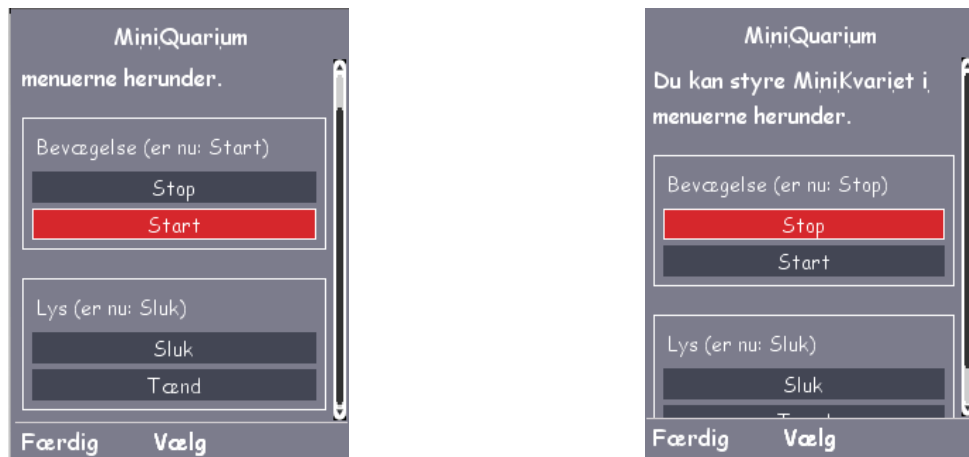 MiniQuarium
menuerne herunder.
Bevægelse (er nu: Start)
Stop
Start
Lys (er nu: Sluk)
Sluk
Tænd
Færdig Vælg
MiniQuarium
Du kan styre MiniKvariet i
menuerne herunder.
Bevægelse (er nu: Stop)
Stop
Start
Lys (er nu: Sluk)
Sluk
Færdig Vælg